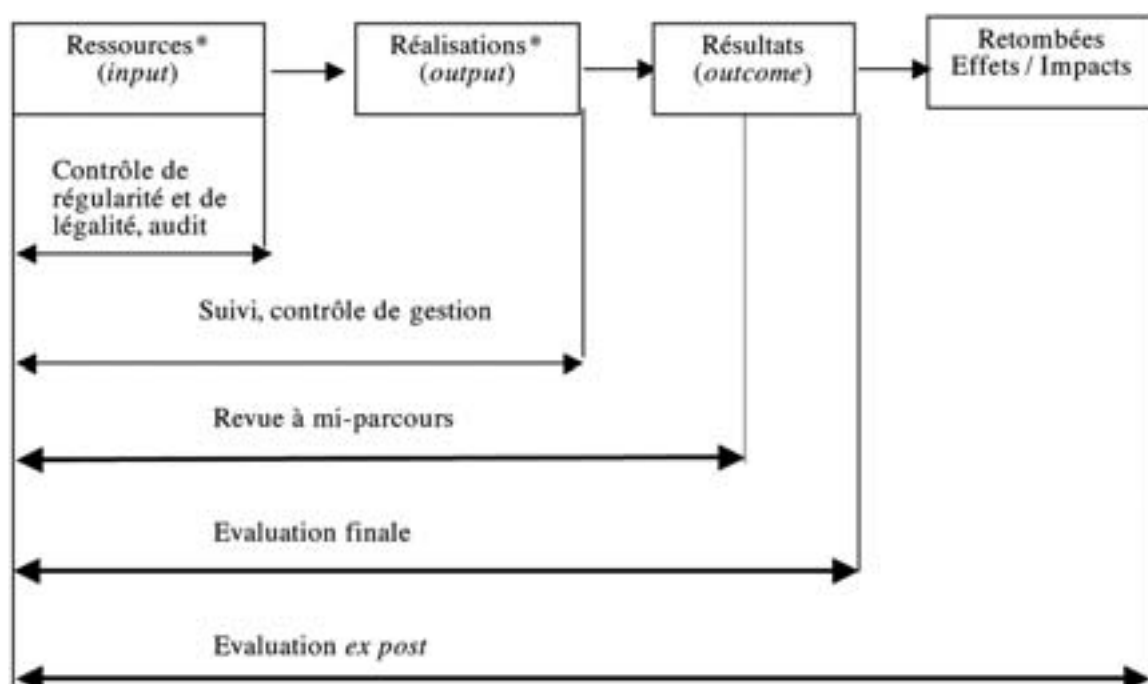 Ressources*
(input)
Réalisations*
(output)
Résultats
(outcome)
Retombées
Effets / Impacts
Contrôle de
régularité et de
légalité, audit
Suivi, contrôle de gestion
Revue à mi-parcours
Evaluation finale
Evaluation ex post